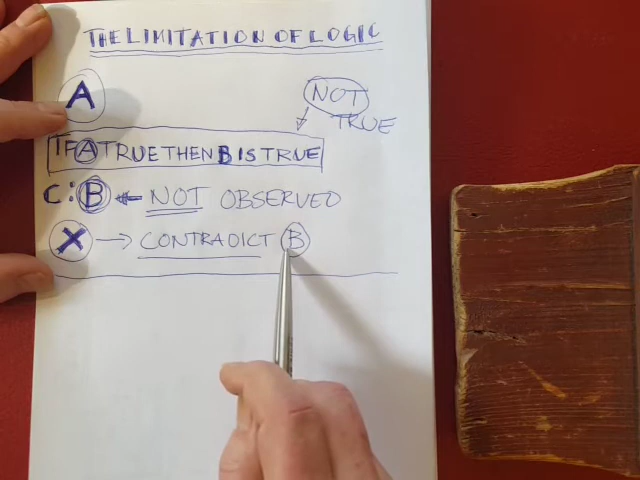 THE LIMITATION OF LOGIC
A
NOT
TRUE
IF A TRUE THEN B IS TRUE
C: B ← NOT OBSERVED
X → CONTRADICT B